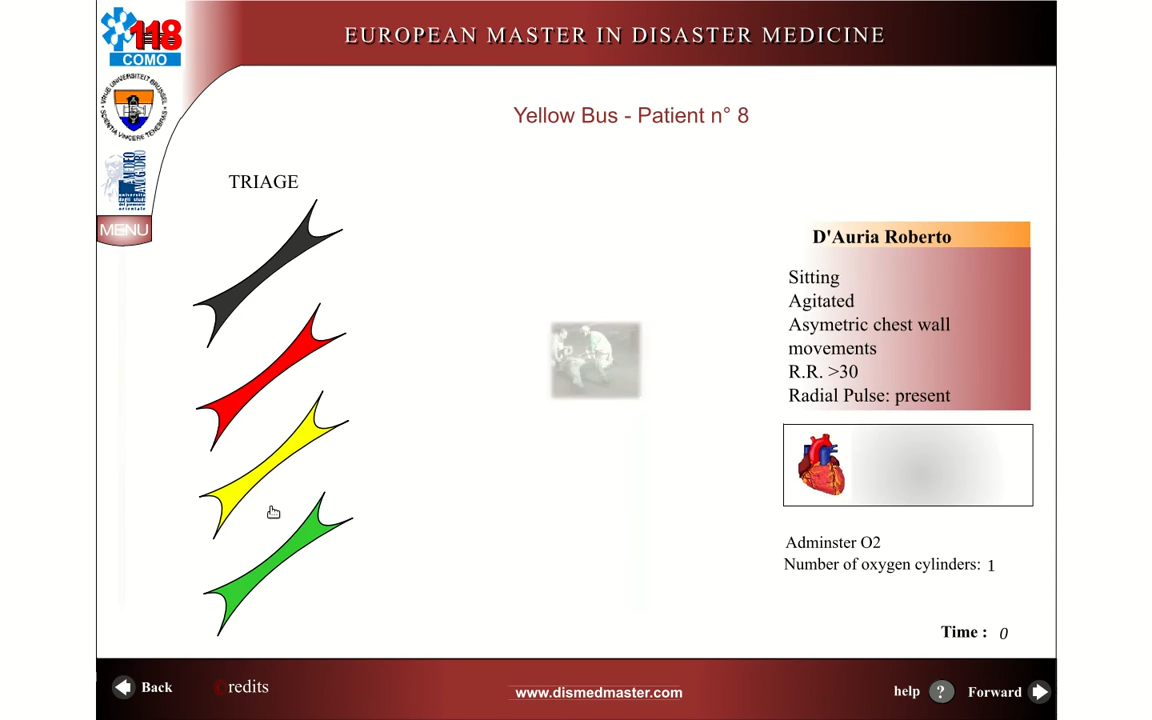 118
COMO
EUROPEAN MASTER IN DISASTER MEDICINE
Yellow Bus - Patient n° 8
TRIAGE
MENU
D'Auria Roberto
Sitting
Agitated
Asymetric chest wall
movements
R.R. >30
Radial Pulse: present
Adminster O2
Number of oxygen cylinders: 1
Time : 0
Back
Credits
www.dismedmaster.com
help ?
Forward